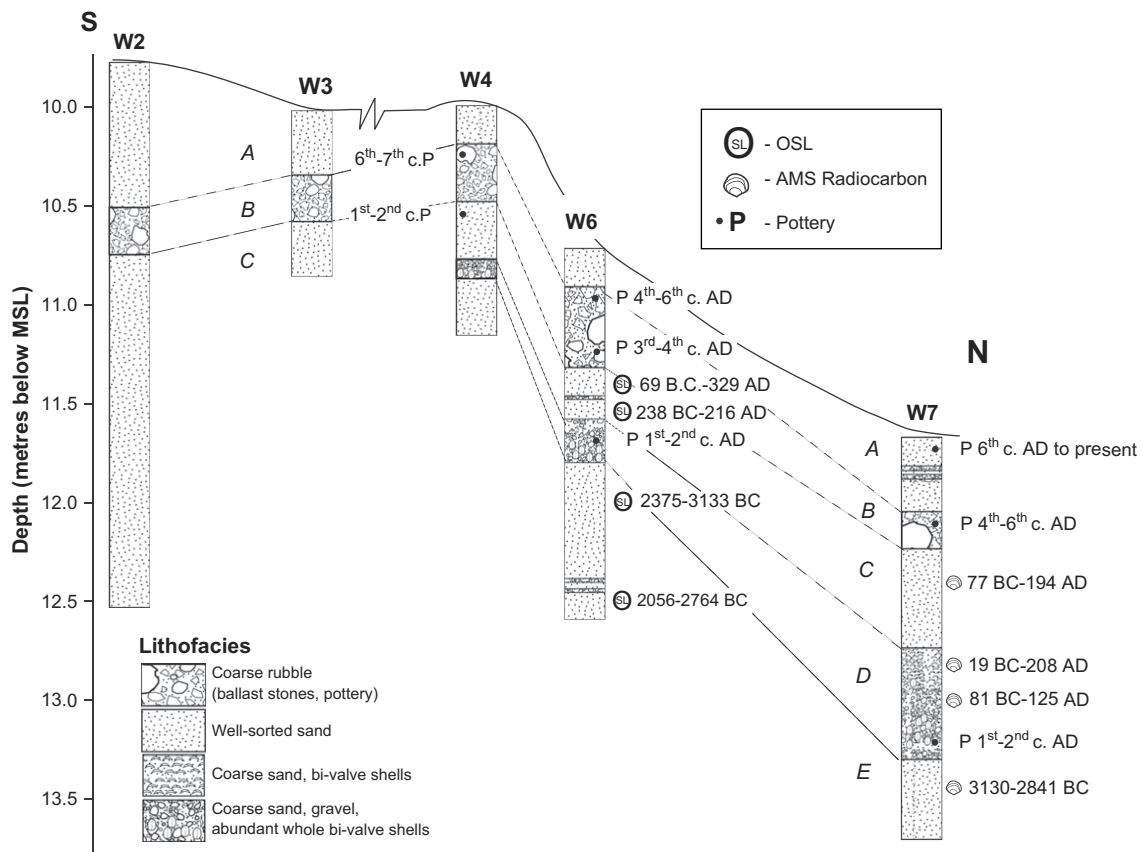 S
W2
W3
W4
W6
W7
N
Depth (metres below MSL)
10.0
10.5
11.0
11.5
12.0
12.5
13.0
13.5
A
B
C
6th-7th c.P
1st-2nd c.P
SL - OSL
- AMS Radiocarbon
• P - Pottery
P 4th-6th c. AD
P 3rd-4th c. AD
SL 69 B.C.-329 AD
SL 238 BC-216 AD
P 1st-2nd c. AD
SL 2375-3133 BC
SL 2056-2764 BC
A
B
C
D
E
P 6th c. AD to present
P 4th-6th c. AD
77 BC-194 AD
19 BC-208 AD
81 BC-125 AD
P 1st-2nd c. AD
3130-2841 BC
Lithofacies
Coarse rubble
(ballast stones, pottery)
Well-sorted sand
Coarse sand, bi-valve shells
Coarse sand, gravel,
abundant whole bi-valve shells